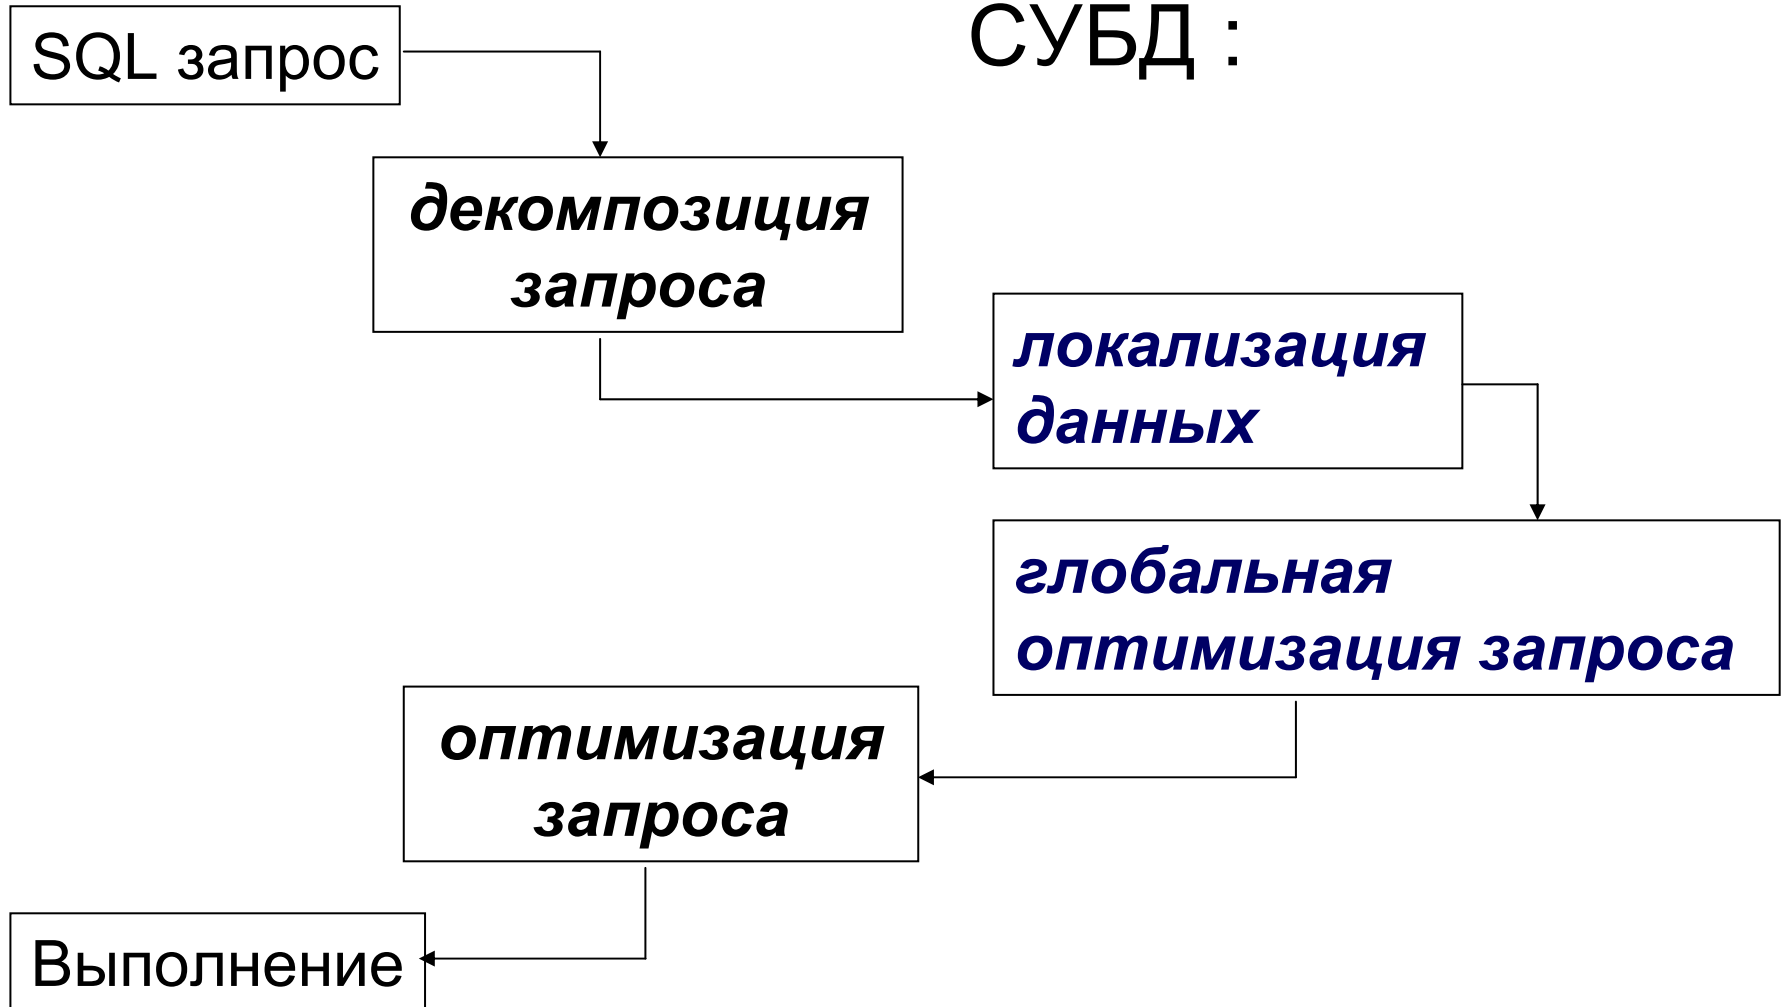 СУБД :
SQL запрос
декомпозиция
запроса
локализация
данных
глобальная
оптимизация запроса
оптимизация
запроса
Выполнение